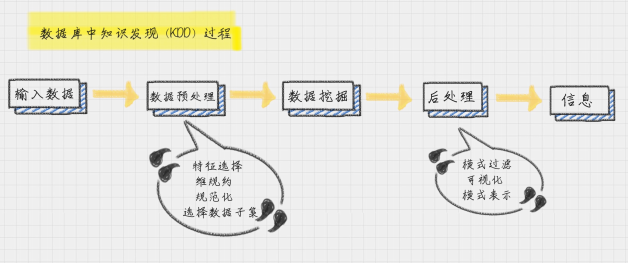 数据库中知识发现(KDD)过程
输入数据
数据预处理
数据挖掘
后处理
信息
特征选择
维规约
规范化
选择数据子集
模式过滤
可视化
模式表示